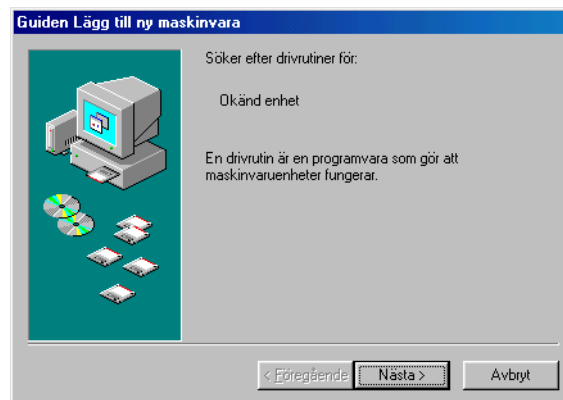 Guiden Lägg till ny maskinvara
Söker efter drivrutiner för:
Okänd enhet
En drivrutin är en programvara som gör att
maskinvaruenheter fungerar.
< Föregående
Nästa >
Avbryt